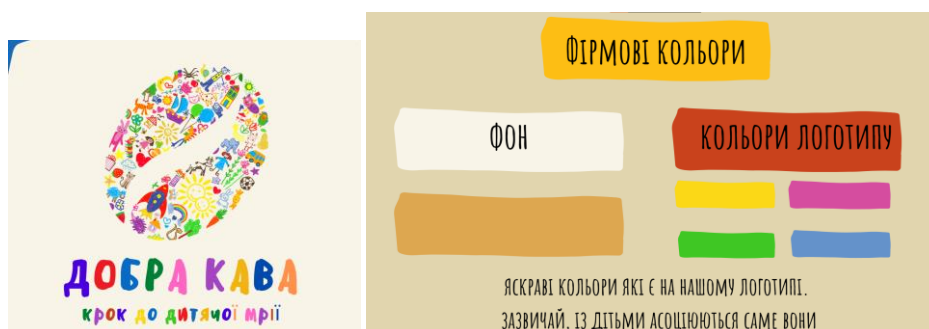 ДОБРА КАВА
крок до дитячої мрії
ФІРМОВІ КОЛЬОРИ
ФОН
КОЛЬОРИ ЛОГОТИПУ
ЯСКРАВІ КОЛЬОРИ ЯКІ Є НА НАШОМУ ЛОГОТИПІ.
ЗАЗВИЧАЙ, ІЗ ДІТЬМИ АСОЦІЮЮТЬСЯ САМЕ ВОНИ